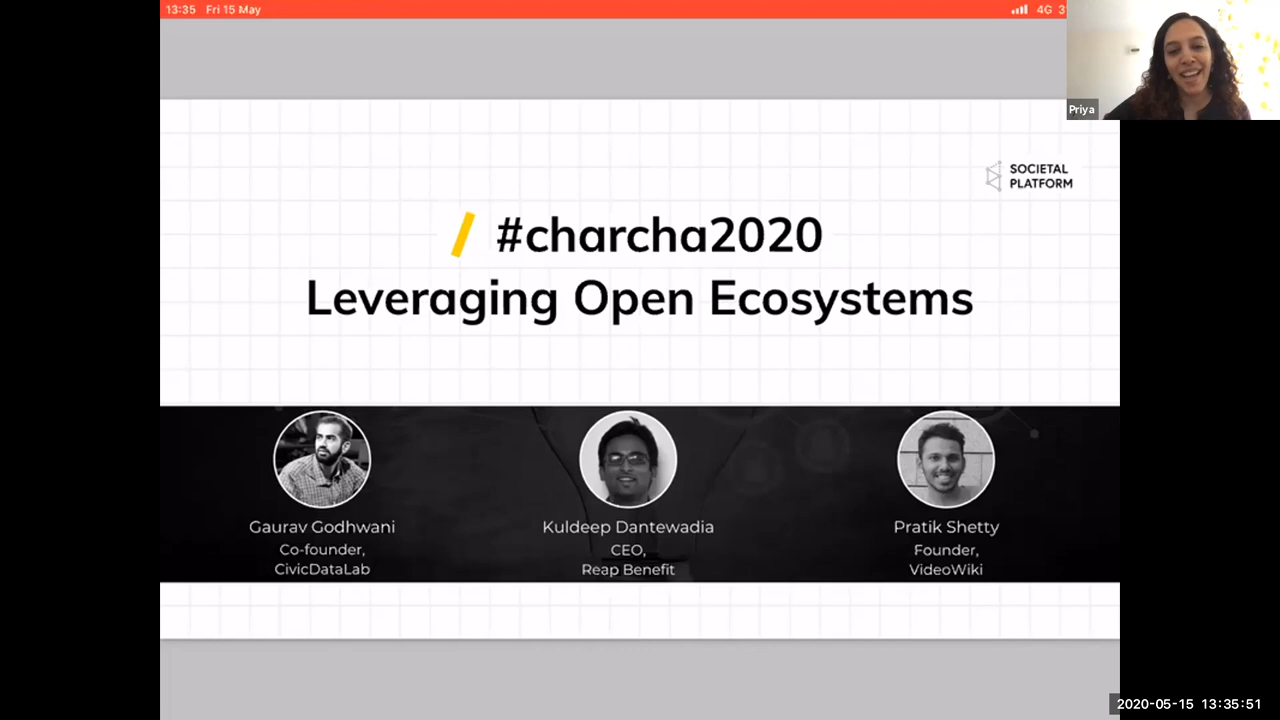 13:35 Fri 15 May
4G
Priya
SOCIETAL
PLATFORM
/ #charcha2020
Leveraging Open Ecosystems
Gaurav Godhwani
Co-founder,
CivicDataLab
Kuldeep Dantewadia
CEO,
Reap Benefit
Pratik Shetty
Founder,
VideoWiki
2020-05-15 13:35:51